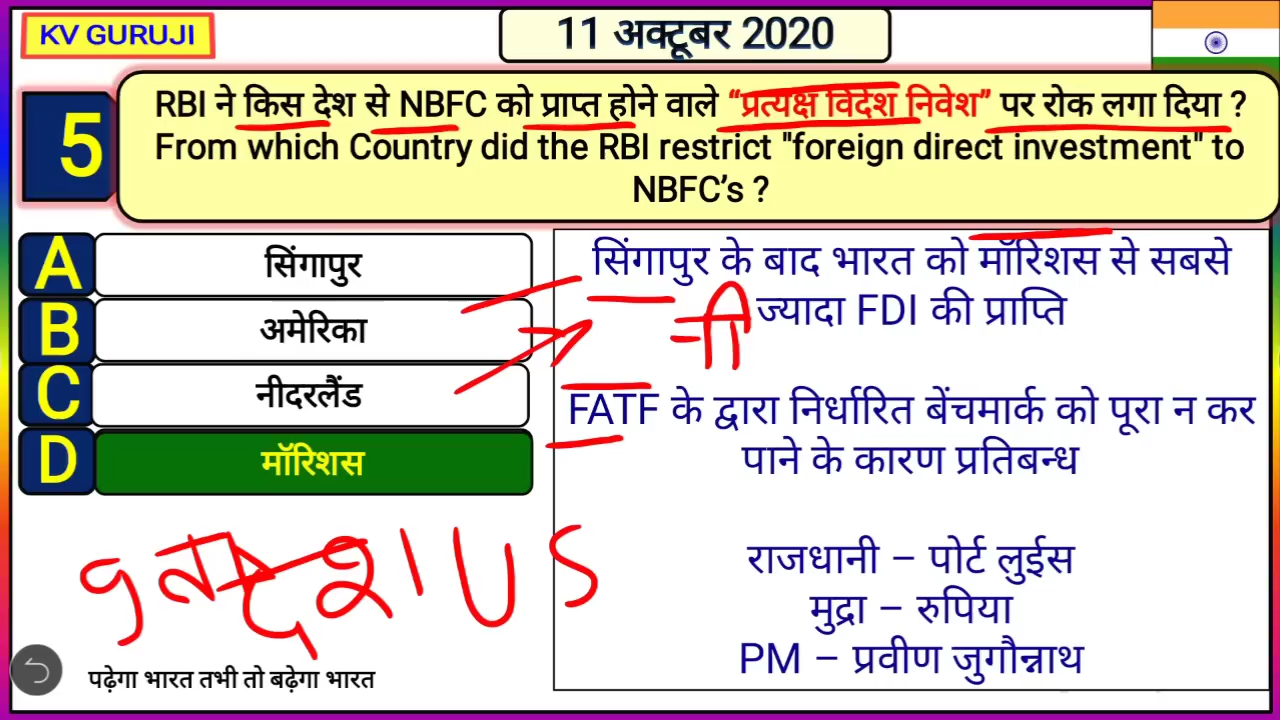 KV GURUJI
11 अक्टूबर 2020
5
RBI ने किस देश से NBFC को प्राप्त होने वाले “प्रत्यक्ष विदेश निवेश” पर रोक लगा दिया ?
From which Country did the RBI restrict "foreign direct investment" to
NBFC’s ?
A सिंगापुर
B अमेरिका
C नीदरलैंड
D मॉरिशस
सिंगापुर के बाद भारत को मॉरिशस से सबसे
ज्यादा FDI की प्राप्ति
FATF के द्वारा निर्धारित बेंचमार्क को पूरा न कर
पाने के कारण प्रतिबन्ध
राजधानी – पोर्ट लुईस
मुद्रा – रुपिया
PM – प्रवीण जुगौन्नाथ
US
पढ़ेगा भारत तभी तो बढ़ेगा भारत